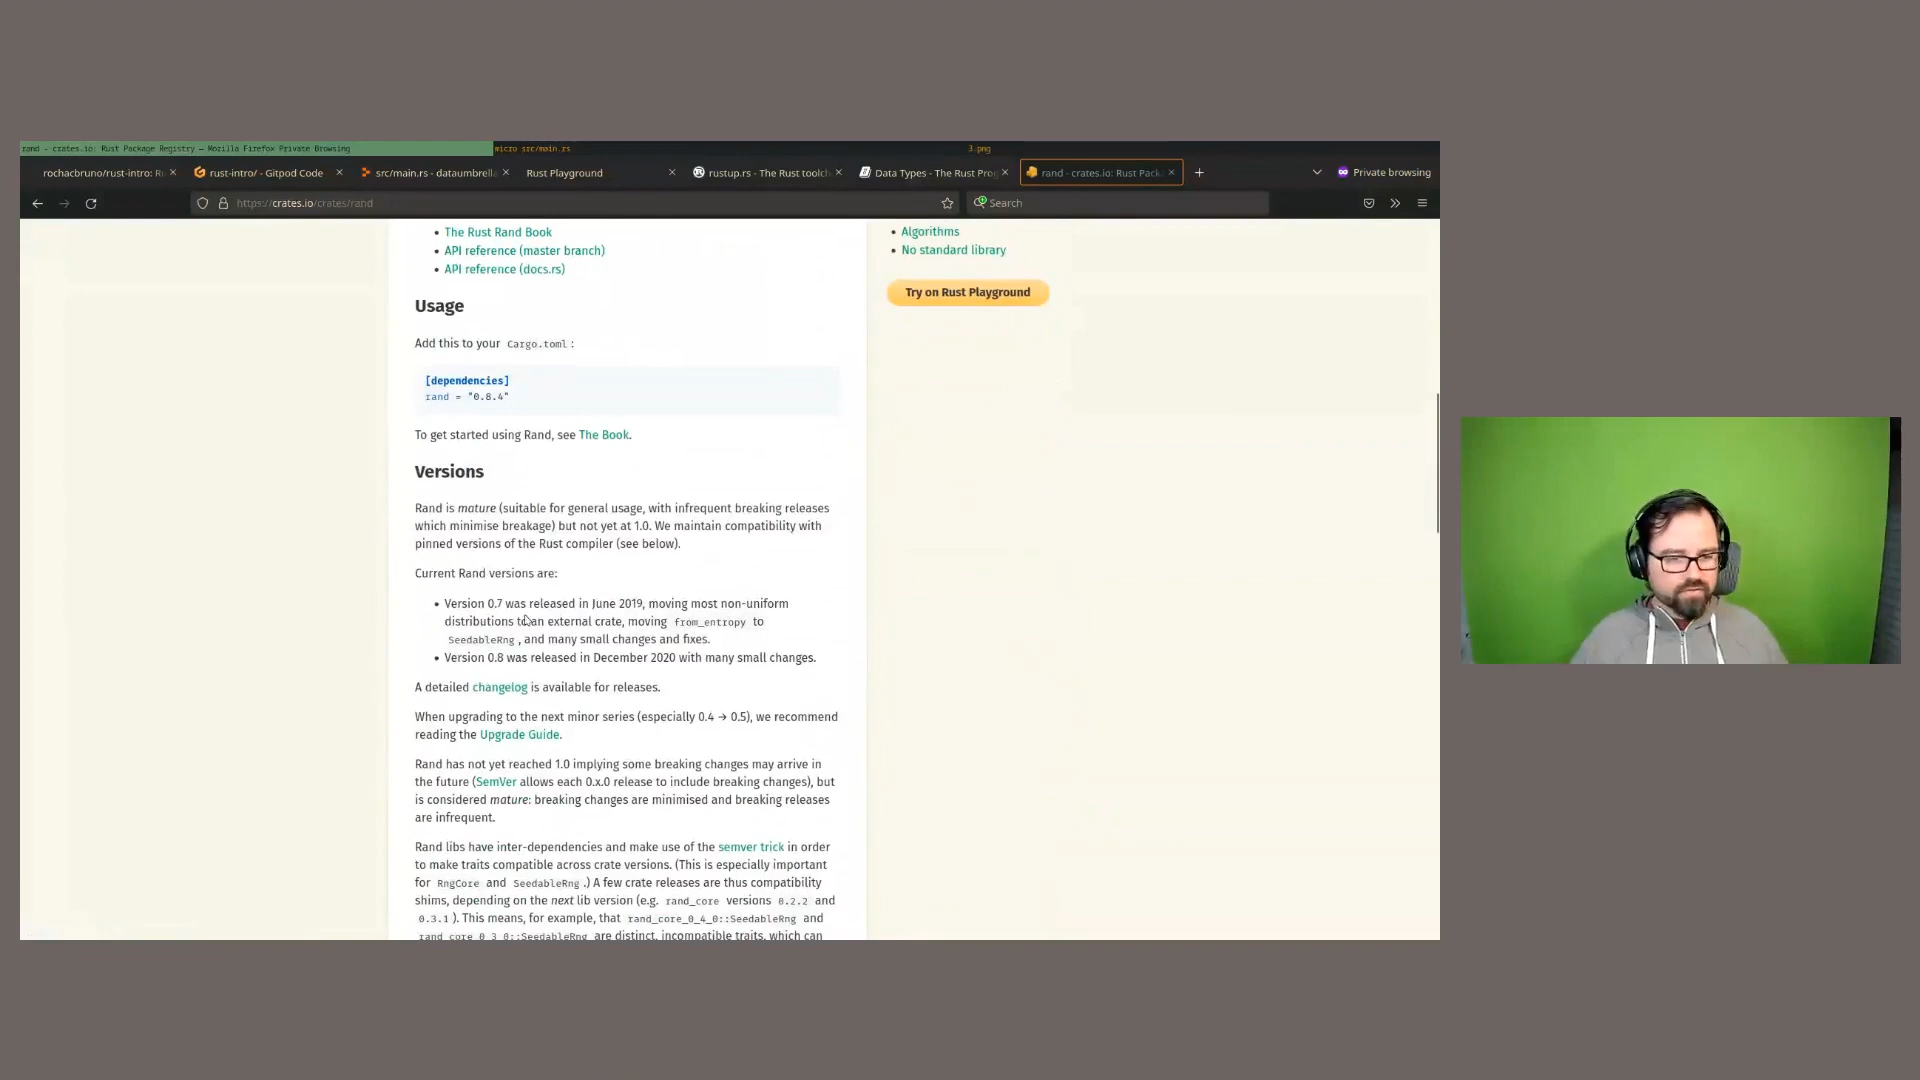 rand - crates.io: Rust Package Registry — Mozilla Firefox Private Browsing
micro src/main.rs
3.png
rochacbruno/rust-intro: Ru
rust-intro/ - Gitpod Code
src/main.rs - dataumbrella
Rust Playground
rustup.rs - The Rust toolch
Data Types - The Rust Pro
rand - crates.io: Rust Pack
Private browsing
https://crates.io/crates/rand
Search
The Rust Rand Book
API reference (master branch)
API reference (docs.rs)
Algorithms
No standard library
Try on Rust Playground
Usage
Add this to your Cargo.toml:
[dependencies]
rand = "0.8.4"
To get started using Rand, see The Book.
Versions
Rand is mature (suitable for general usage, with infrequent breaking releases
which minimise breakage) but not yet at 1.0. We maintain compatibility with
pinned versions of the Rust compiler (see below).
Current Rand versions are:
Version 0.7 was released in June 2019, moving most non-uniform
distributions to an external crate, moving from_entropy to
SeedableRng, and many small changes and fixes.
Version 0.8 was released in December 2020 with many small changes.
A detailed changelog is available for releases.
When upgrading to the next minor series (especially 0.4 → 0.5), we recommend
reading the Upgrade Guide.
Rand has not yet reached 1.0 implying some breaking changes may arrive in
the future (SemVer allows each 0.x.0 release to include breaking changes), but
is considered mature: breaking changes are minimised and breaking releases
are infrequent.
Rand libs have inter-dependencies and make use of the semver trick in order
to make traits compatible across crate versions. (This is especially important
for RngCore and SeedableRng.) A few crate releases are thus compatibility
shims, depending on the next lib version (e.g. rand_core versions 0.2.2 and
0.3.1). This means, for example, that rand_core_0_4_0::SeedableRng and
rand_core_0_3_0::SeedableRng are distinct, incompatible traits, which can